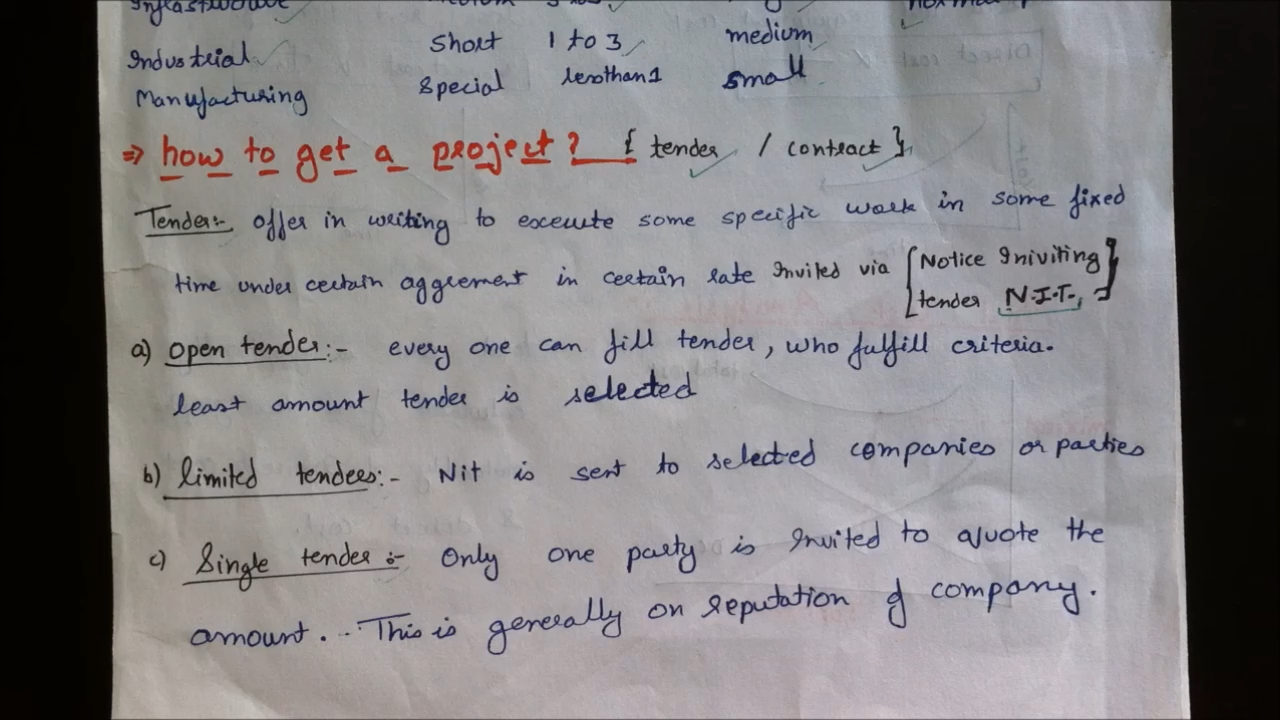 Infrastructure
Industrial short 1 to 3 medium
Manufacturing special lessthan1 small
⇒ how to get a project? { tender / contract }
Tender:- offer in writing to excecute some specific work in some fixed
time under certain aggrement in certain rate Invited via [Notice Iniviting
tender N.I.T.]
a) open tender:- every one can fill tender, who fulfill criteria.
least amount tender is selected
b) limited tenders:- Nit is sent to selected companies or parties
c) Single tender:- Only one party is Invited to quote the
amount. .. This is generally on reputation of company.